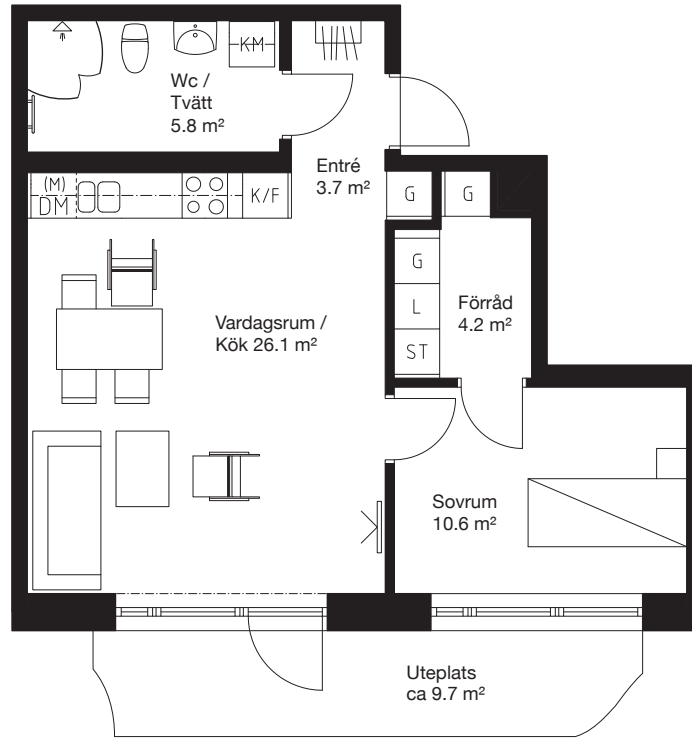 KM
Wc /
Tvätt
5.8 m²
Entré
3.7 m²
(M)
DM
K/F
G
G
G
L
ST
Förråd
4.2 m²
Vardagsrum /
Kök 26.1 m²
Sovrum
10.6 m²
Uteplats
ca 9.7 m²